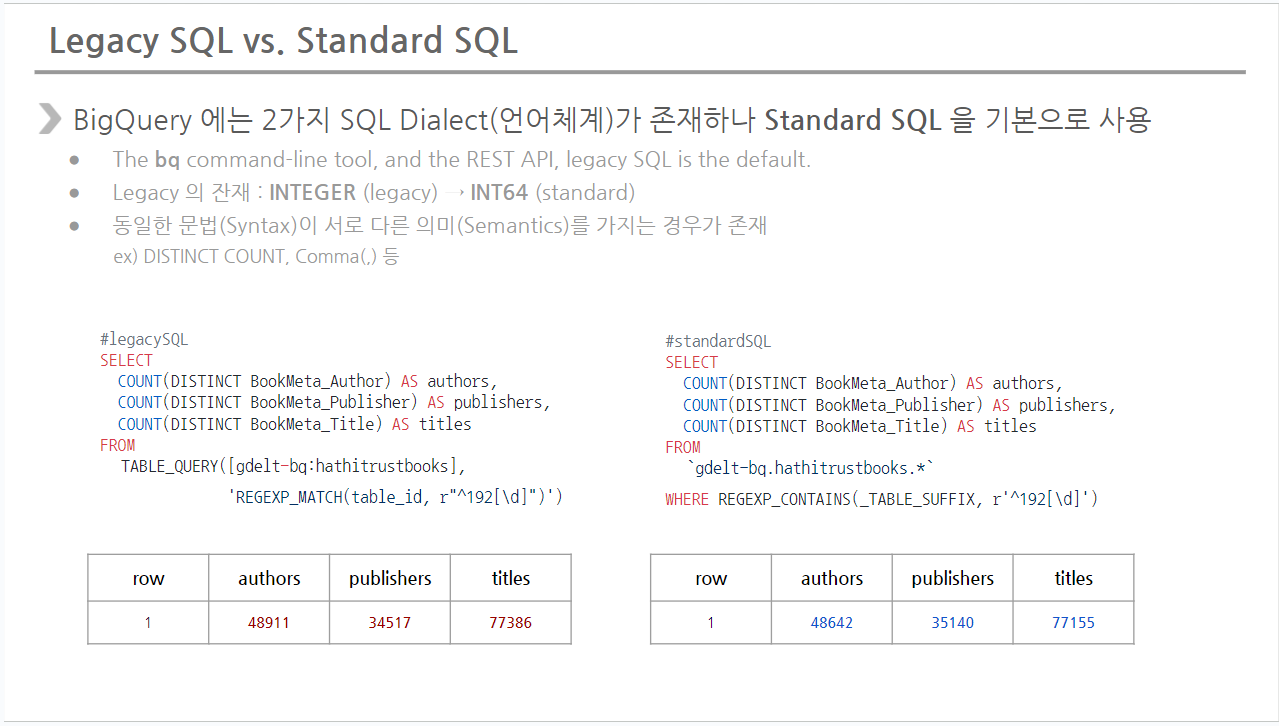 Legacy SQL vs. Standard SQL
BigQuery 에는 2가지 SQL Dialect(언어체계)가 존재하나 Standard SQL 을 기본으로 사용
● The bq command-line tool, and the REST API, legacy SQL is the default.
● Legacy 의 잔재 : INTEGER (legacy) → INT64 (standard)
● 동일한 문법(Syntax)이 서로 다른 의미(Semantics)를 가지는 경우가 존재
ex) DISTINCT COUNT, Comma(,) 등
#legacySQL
SELECT
COUNT(DISTINCT BookMeta_Author) AS authors,
COUNT(DISTINCT BookMeta_Publisher) AS publishers,
COUNT(DISTINCT BookMeta_Title) AS titles
FROM
TABLE_QUERY([gdelt-bq:hathitrustbooks],
'REGEXP_MATCH(table_id, r"^192[\d]")')
row authors publishers titles
1 48911 34517 77386
#standardSQL
SELECT
COUNT(DISTINCT BookMeta_Author) AS authors,
COUNT(DISTINCT BookMeta_Publisher) AS publishers,
COUNT(DISTINCT BookMeta_Title) AS titles
FROM
`gdelt-bq.hathitrustbooks.*`
WHERE REGEXP_CONTAINS(_TABLE_SUFFIX, r'^192[\d]')
row authors publishers titles
1 48642 35140 77155